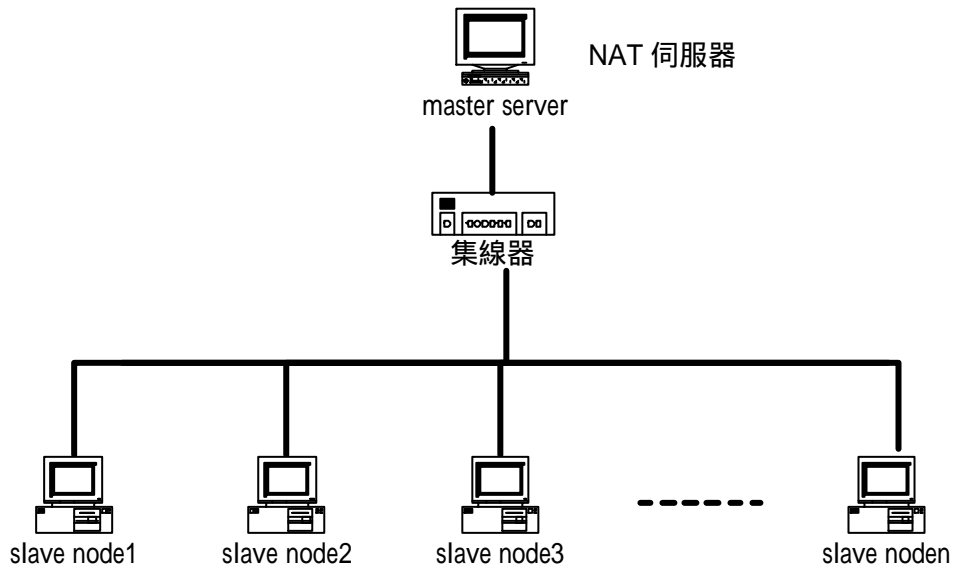 NAT 伺服器
master server
集線器
slave node1
slave node2
slave node3
slave noden